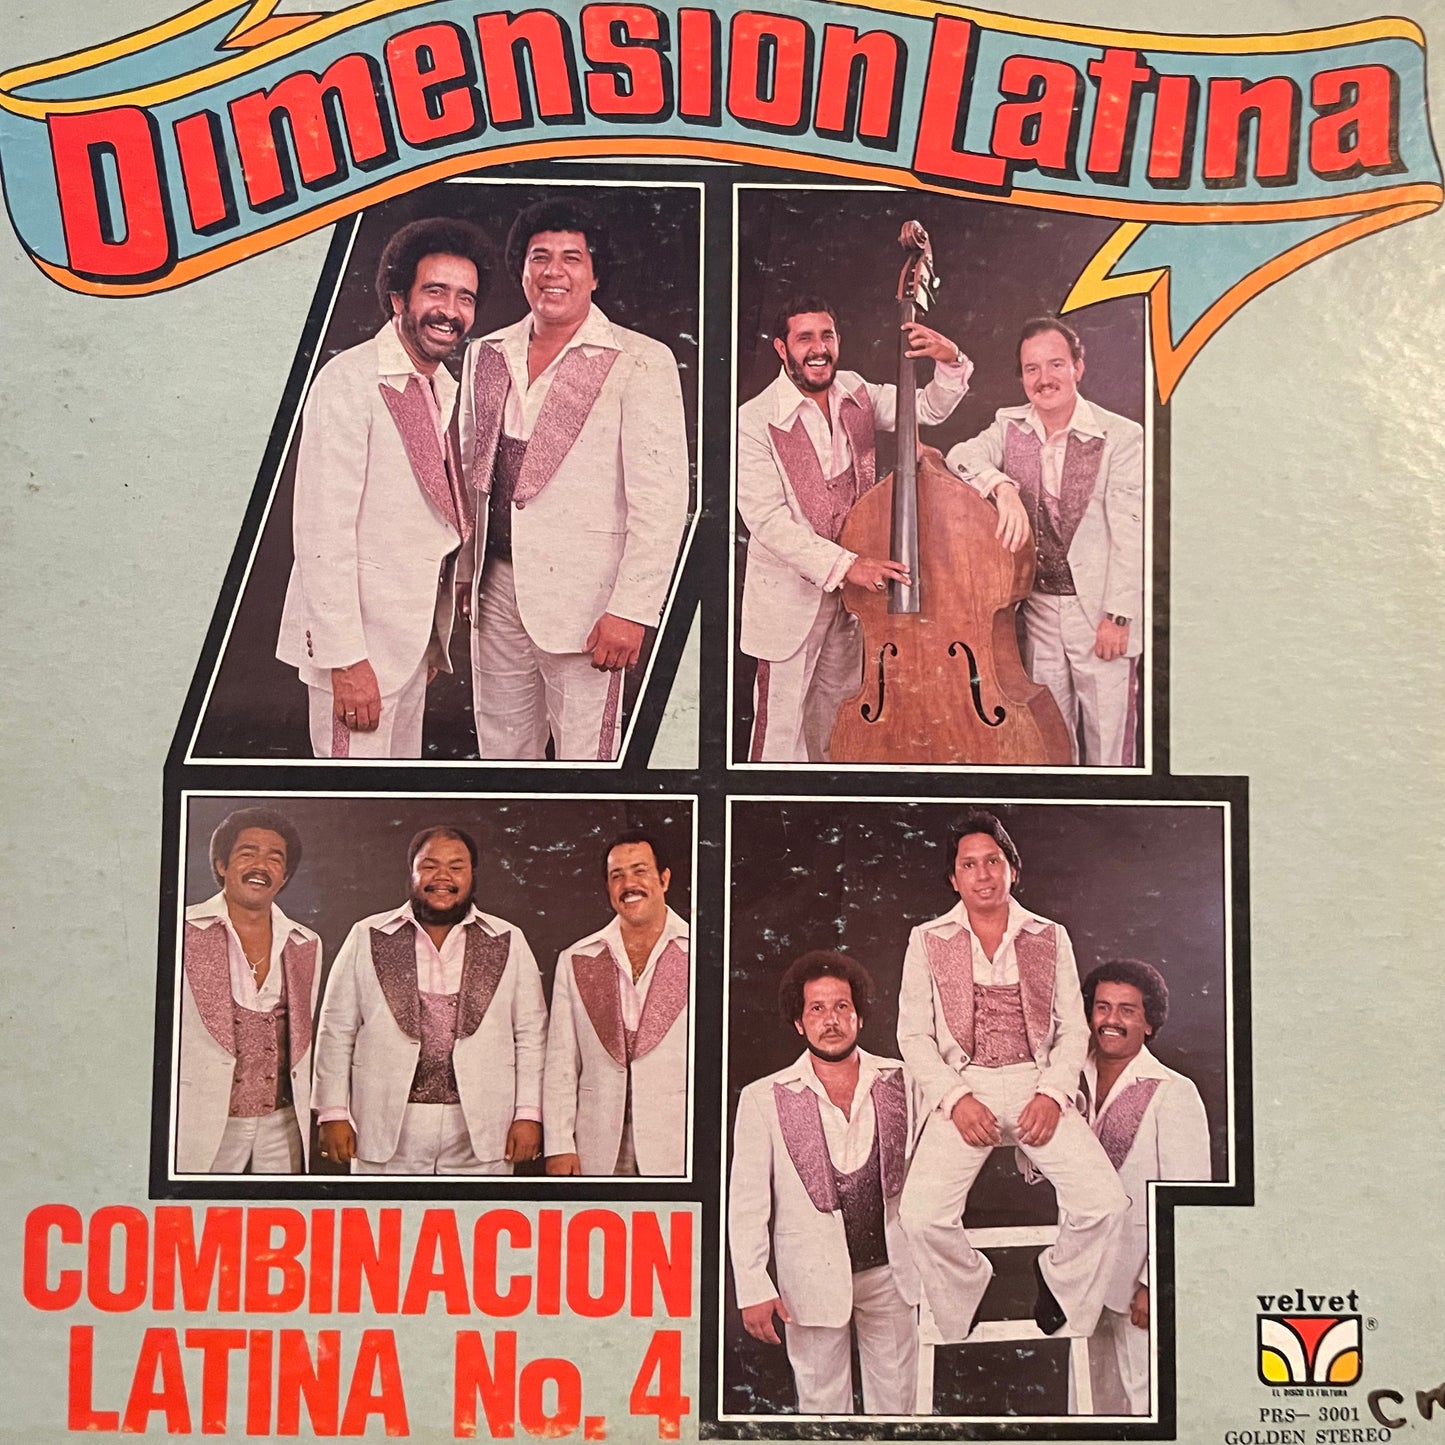 Dimension Latina
COMBINACION
LATINA No. 4
velvet
®
EL DISCO ES CULTURA
PRS- 3001
GOLDEN STEREO